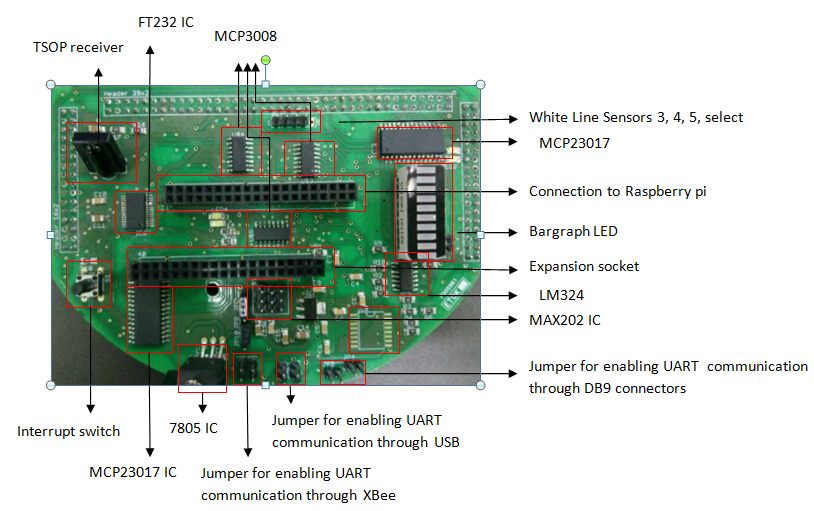 FT232 IC
MCP3008
TSOP receiver
Header 39x2
White Line Sensors 3, 4, 5, select
MCP23017
Connection to Raspberry pi
Bargraph LED
Expansion socket
LM324
MAX202 IC
Jumper for enabling UART communication
through DB9 connectors
Interrupt switch
7805 IC
Jumper for enabling UART
communication through USB
MCP23017 IC
Jumper for enabling UART
communication through XBee